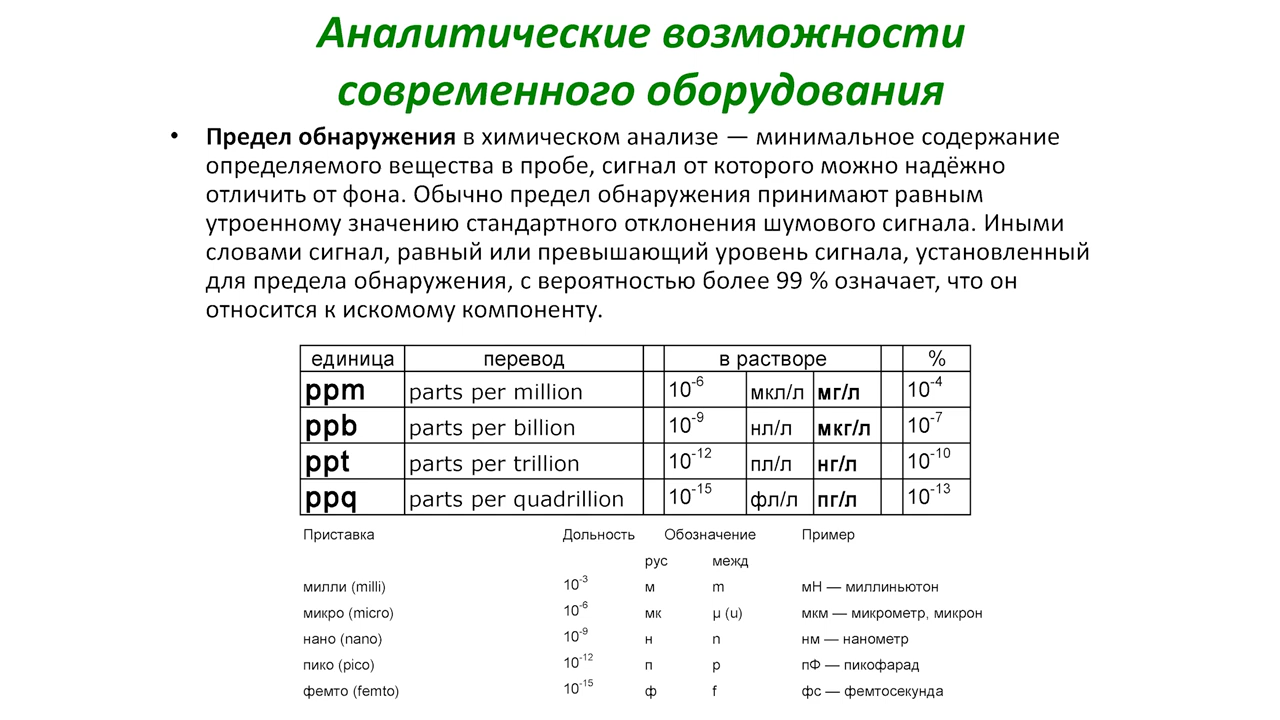 Аналитические возможности
современного оборудования
• Предел обнаружения в химическом анализе — минимальное содержание
определяемого вещества в пробе, сигнал от которого можно надёжно
отличить от фона. Обычно предел обнаружения принимают равным
утроенному значению стандартного отклонения шумового сигнала. Иными
словами сигнал, равный или превышающий уровень сигнала, установленный
для предела обнаружения, с вероятностью более 99 % означает, что он
относится к искомому компоненту.
единица перевод в растворе %
ppm parts per million 10⁻⁶ мкл/л мг/л 10⁻⁴
ppb parts per billion 10⁻⁹ нл/л мкг/л 10⁻⁷
ppt parts per trillion 10⁻¹² пл/л нг/л 10⁻¹⁰
ppq parts per quadrillion 10⁻¹⁵ фл/л пг/л 10⁻¹³
Приставка Дольность Обозначение Пример
рус межд
милли (milli) 10⁻³ м m мН — миллиньютон
микро (micro) 10⁻⁶ мк µ (u) мкм — микрометр, микрон
нано (nano) 10⁻⁹ н n нм — нанометр
пико (pico) 10⁻¹² п p пФ — пикофарад
фемто (femto) 10⁻¹⁵ ф f фс — фемтосекунда